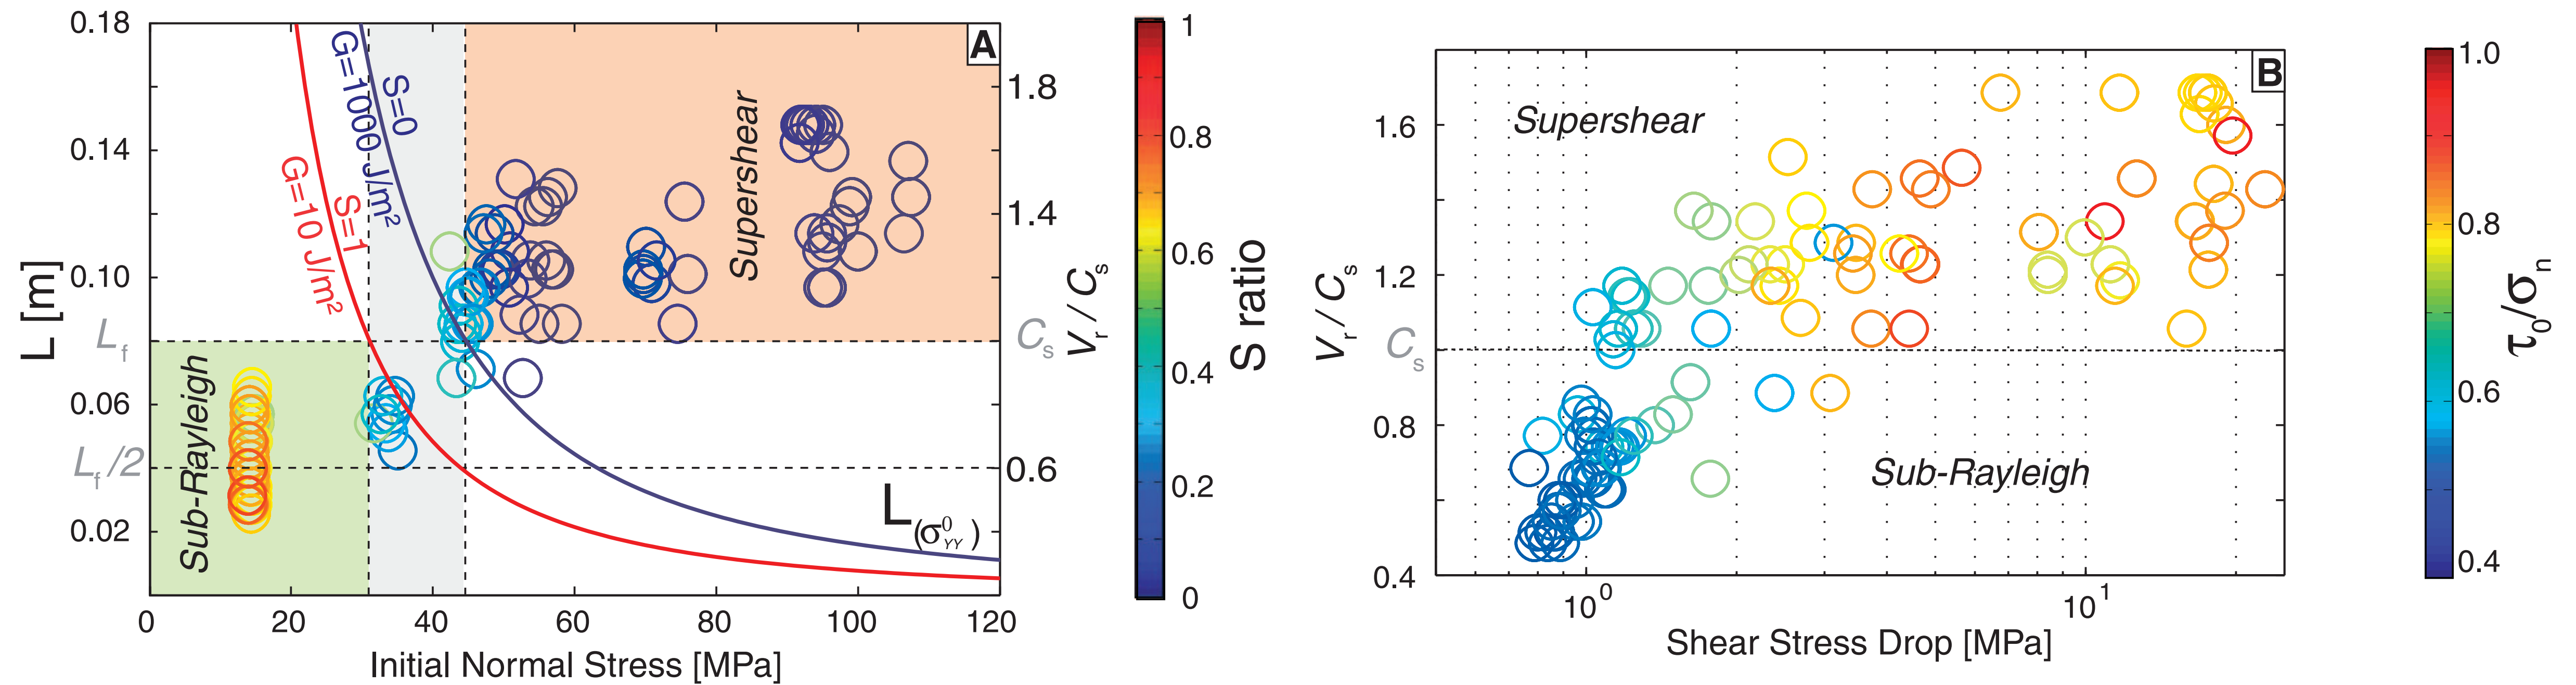 A
0.18
0.14
0.10
L_f
0.06
L_f/2
0.02
L [m]
0
20
40
60
80
100
120
Initial Normal Stress [MPa]
G=1000 J/m²
S=0
G=10 J/m²
S=1
Sub-Rayleigh
Supershear
L(σ⁰_YY)
1.8
1.4
C_s
0.6
V_r / C_s
1
0.8
0.6
0.4
0.2
0
S ratio
B
1.6
1.2
C_s
0.8
0.4
V_r / C_s
Supershear
Sub-Rayleigh
10⁰
10¹
Shear Stress Drop [MPa]
1.0
0.8
0.6
0.4
τ₀/σ_n